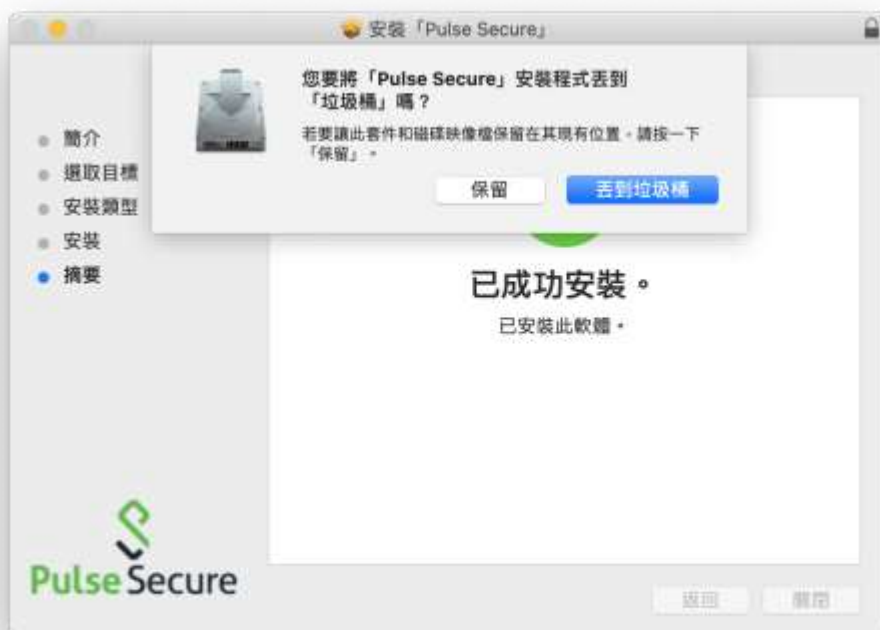 安裝「Pulse Secure」
您要將「Pulse Secure」安裝程式丟到
「垃圾桶」嗎？
若要讓此套件和磁碟映像檔保留在其現有位置，請按一下
「保留」。
保留
丟到垃圾桶
簡介
選取目標
安裝類型
安裝
摘要
已成功安裝。
已安裝此軟體。
Pulse Secure
返回
關閉